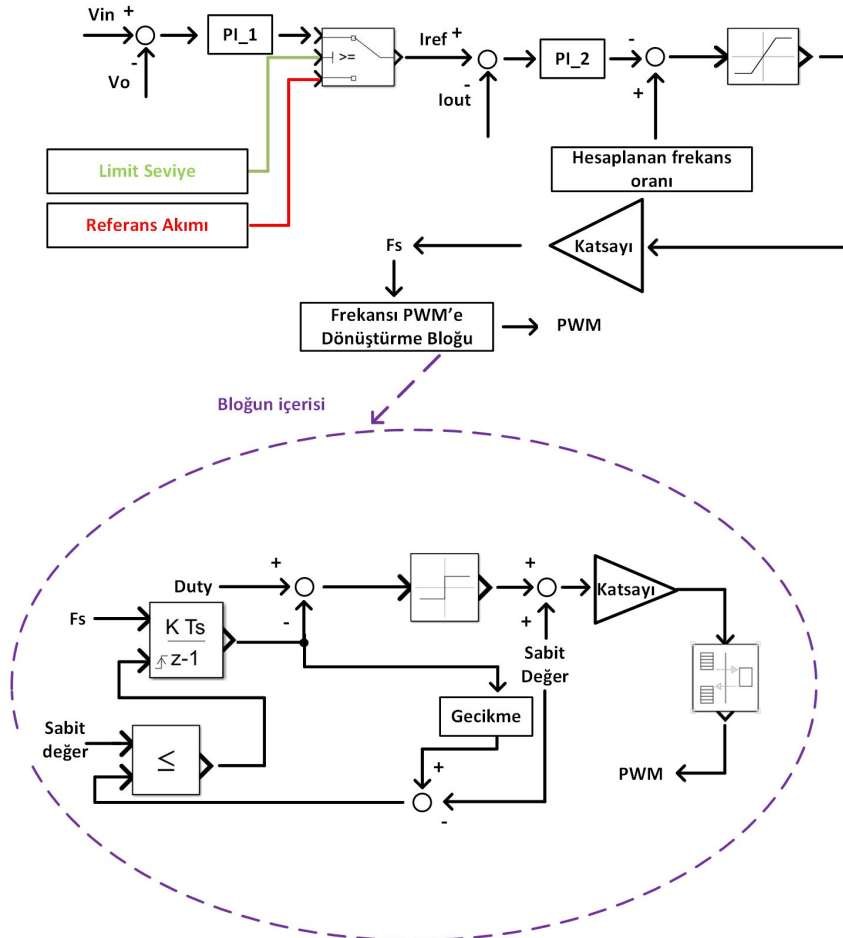 Vin +
-
Vo
PI_1
>=
Iref +
-
Iout
PI_2
-
+
Limit Seviye
Referans Akımı
Hesaplanan frekans
oranı
Katsayı
Fs
Frekansı PWM'e
Dönüştürme Bloğu
PWM
Bloğun içerisi
Duty
+
-
Fs
K Ts
z-1
+
+
Sabit
Değer
Katsayı
Gecikme
Sabit
değer
≤
+
-
PWM